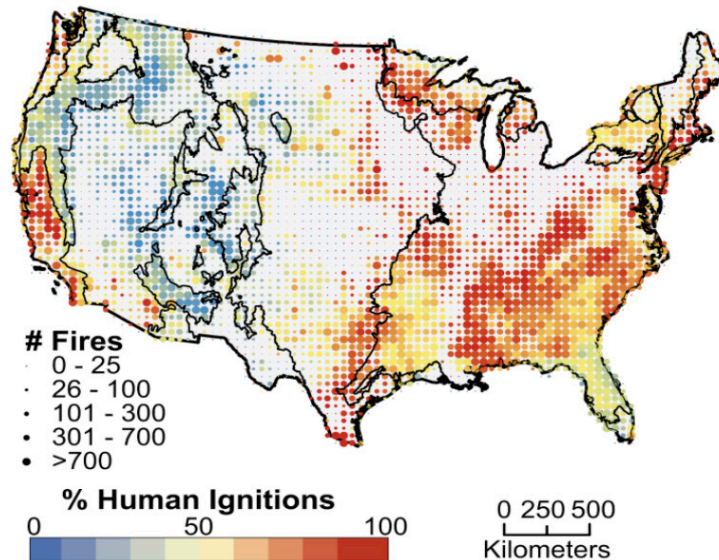 # Fires
0 - 25
26 - 100
101 - 300
301 - 700
>700
% Human Ignitions
0 50 100
0 250 500
Kilometers